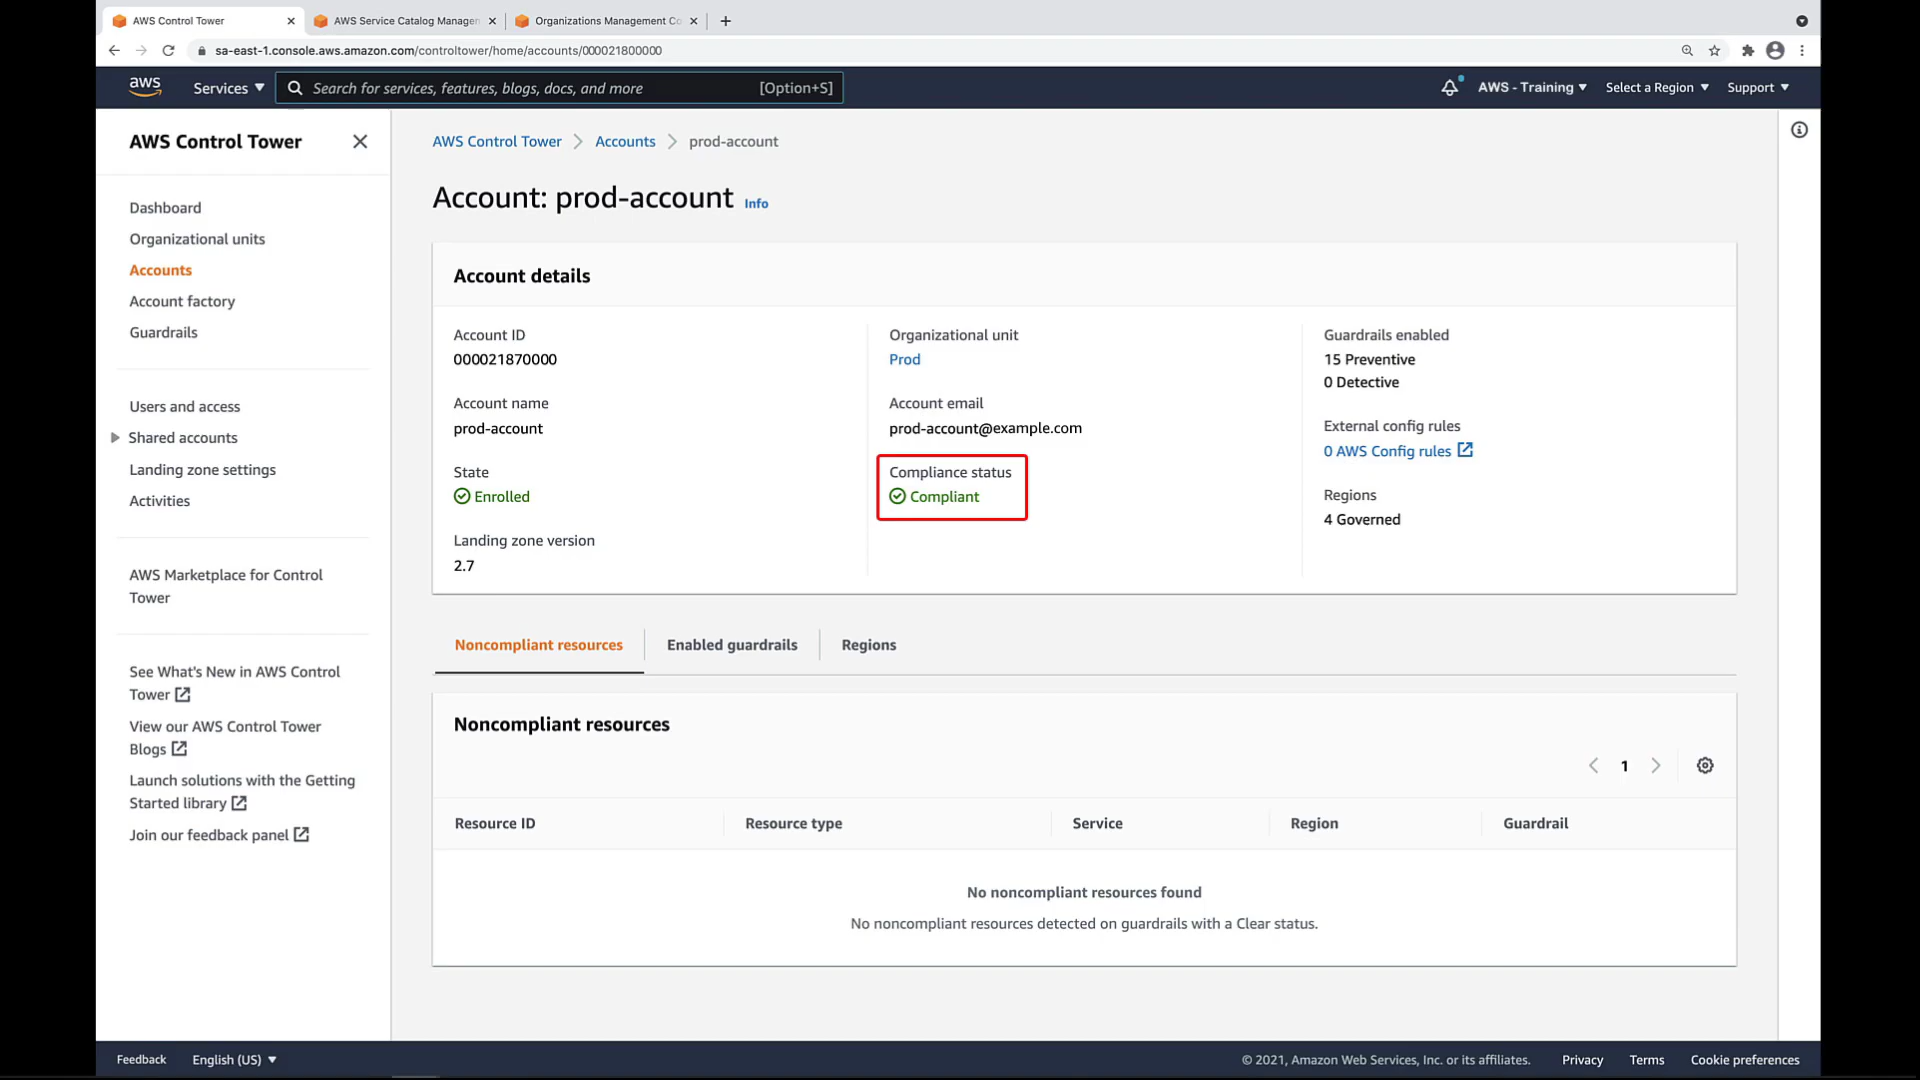 AWS Control Tower
AWS Service Catalog Managem
Organizations Management Co
sa-east-1.console.aws.amazon.com/controltower/home/accounts/000021800000
aws
Services
Search for services, features, blogs, docs, and more
[Option+S]
AWS - Training
Select a Region
Support
AWS Control Tower
Dashboard
Organizational units
Accounts
Account factory
Guardrails
Users and access
Shared accounts
Landing zone settings
Activities
AWS Marketplace for Control
Tower
See What's New in AWS Control
Tower
View our AWS Control Tower
Blogs
Launch solutions with the Getting
Started library
Join our feedback panel
AWS Control Tower
Accounts
prod-account
Account: prod-account Info
Account details
Account ID
000021870000
Account name
prod-account
State
Enrolled
Landing zone version
2.7
Organizational unit
Prod
Account email
prod-account@example.com
Compliance status
Compliant
Guardrails enabled
15 Preventive
0 Detective
External config rules
0 AWS Config rules
Regions
4 Governed
Noncompliant resources
Enabled guardrails
Regions
Noncompliant resources
1
Resource ID
Resource type
Service
Region
Guardrail
No noncompliant resources found
No noncompliant resources detected on guardrails with a Clear status.
Feedback
English (US)
© 2021, Amazon Web Services, Inc. or its affiliates.
Privacy
Terms
Cookie preferences